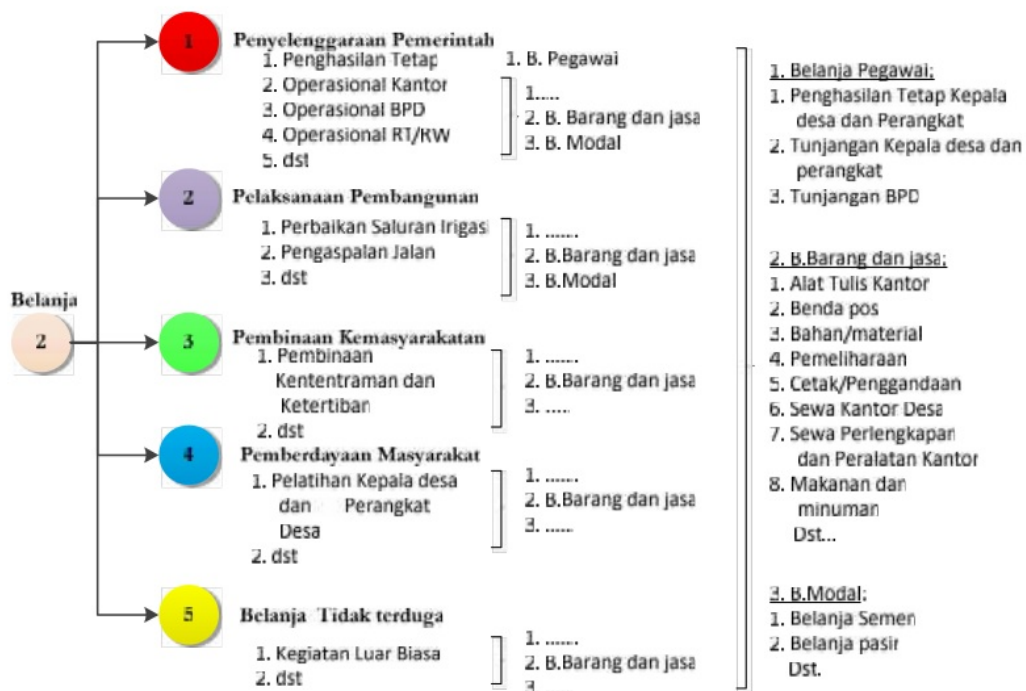 Belanja
2
1
Penyelenggaraan Pemerintah
1. Penghasilan Tetap
2. Operasional Kantor
3. Operasional BPD
4. Operasional RT/RW
5. dst
1. B. Pegawai
1.....
2. B. Barang dan jasa
3. B. Modal
2
Pelaksanaan Pembangunan
1. Perbaikan Saluran Irigasi
2. Pengaspalan Jalan
3. dst
1. .......
2. B.Barang dan jasa
3. B.Modal
3
Pembinaan Kemasyarakatan
1. Pembinaan
Kententraman dan
Ketertiban
2. dst
1. .......
2. B.Barang dan jasa
3. .....
4
Pemberdayaan Masyarakat
1. Pelatihan Kepala desa
dan Perangkat
Desa
2. dst
1. .......
2. B.Barang dan jasa
3. ......
5
Belanja Tidak terduga
1. Kegiatan Luar Biasa
2. dst
1. .......
2. B.Barang dan jasa
3. ......
1. Belanja Pegawai;
1. Penghasilan Tetap Kepala
desa dan Perangkat
2. Tunjangan Kepala desa dan
perangkat
3. Tunjangan BPD
2. B.Barang dan jasa;
1. Alat Tulis Kantor
2. Benda pos
3. Bahan/material
4. Pemeliharaan
5. Cetak/Penggandaan
6. Sewa Kantor Desa
7. Sewa Perlengkapan
dan Peralatan Kantor
8. Makanan dan
minuman
Dst...
3. B.Modal;
1. Belanja Semen
2. Belanja pasir
Dst.